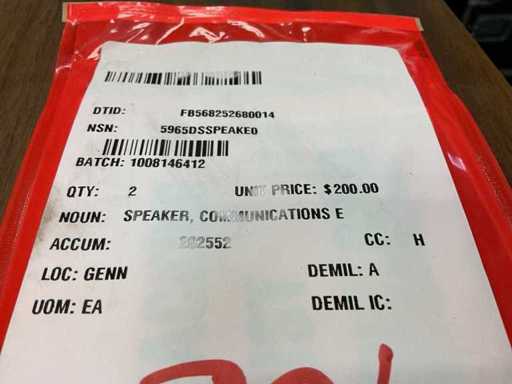 DTID: FB568252680014
NSN: 5965DSSPEAKE0
BATCH: 1008146412
QTY: 2 UNIT PRICE: $200.00
NOUN: SPEAKER, COMMUNICATIONS E
ACCUM: 282552 CC: H
LOC: GENN DEMIL: A
UOM: EA DEMIL IC: